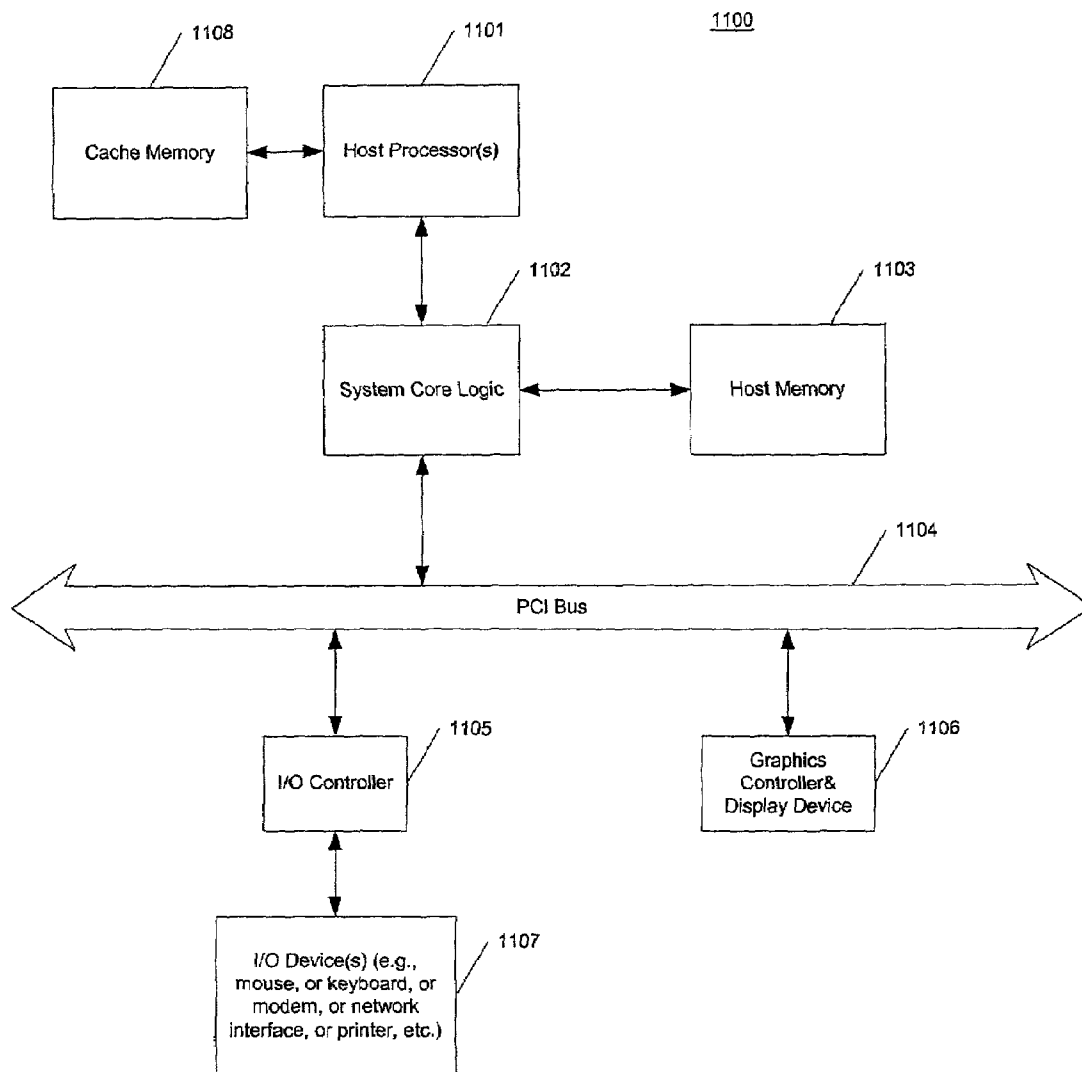 1108
1101
1100
Cache Memory
Host Processor(s)
1102
1103
System Core Logic
Host Memory
1104
PCI Bus
1105
1106
I/O Controller
Graphics
Controller&
Display Device
1107
I/O Device(s) (e.g.,
mouse, or keyboard, or
modem, or network
interface, or printer, etc.)